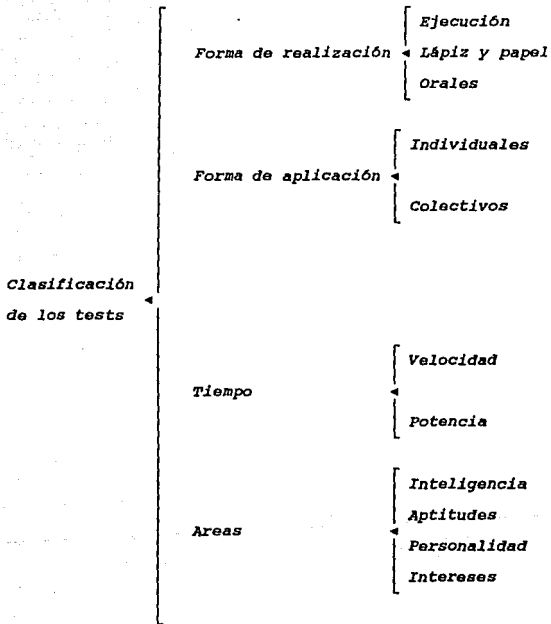 Ejecución
Forma de realización Lápiz y papel
Orales
Individuales
Forma de aplicación
Colectivos
Clasificación
de los tests
Velocidad
Tiempo
Potencia
Inteligencia
Aptitudes
Areas
Personalidad
Intereses